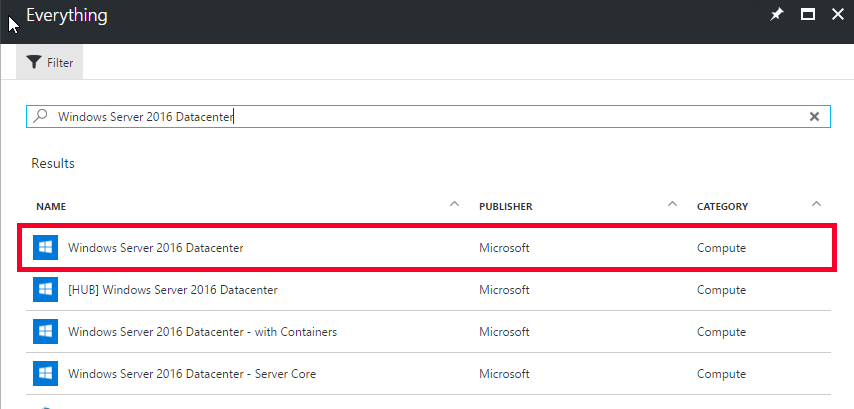 Everything
Filter
Windows Server 2016 Datacenter
Results
NAME PUBLISHER CATEGORY
Windows Server 2016 Datacenter Microsoft Compute
[HUB] Windows Server 2016 Datacenter Microsoft Compute
Windows Server 2016 Datacenter - with Containers Microsoft Compute
Windows Server 2016 Datacenter - Server Core Microsoft Compute